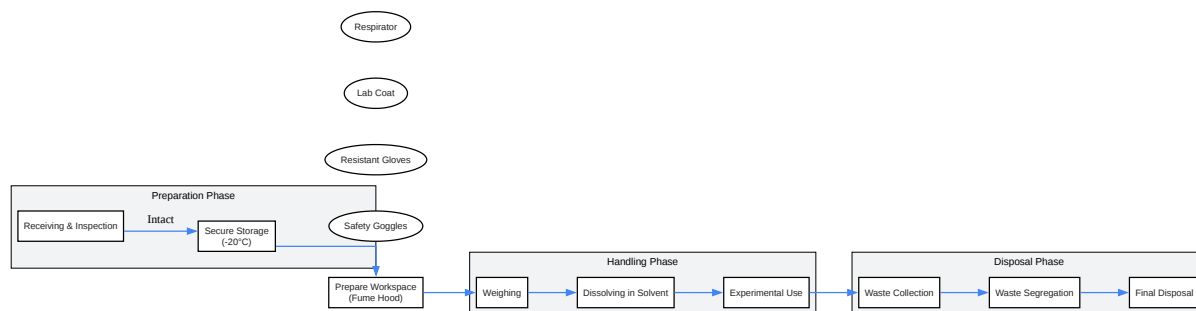 Respirator
Lab Coat
Resistant Gloves
Preparation Phase
Receiving & Inspection
Intact
Secure Storage
(-20°C)
Safety Goggles
Prepare Workspace
(Fume Hood)
Handling Phase
Weighing
Dissolving in Solvent
Experimental Use
Disposal Phase
Waste Collection
Waste Segregation
Final Disposal